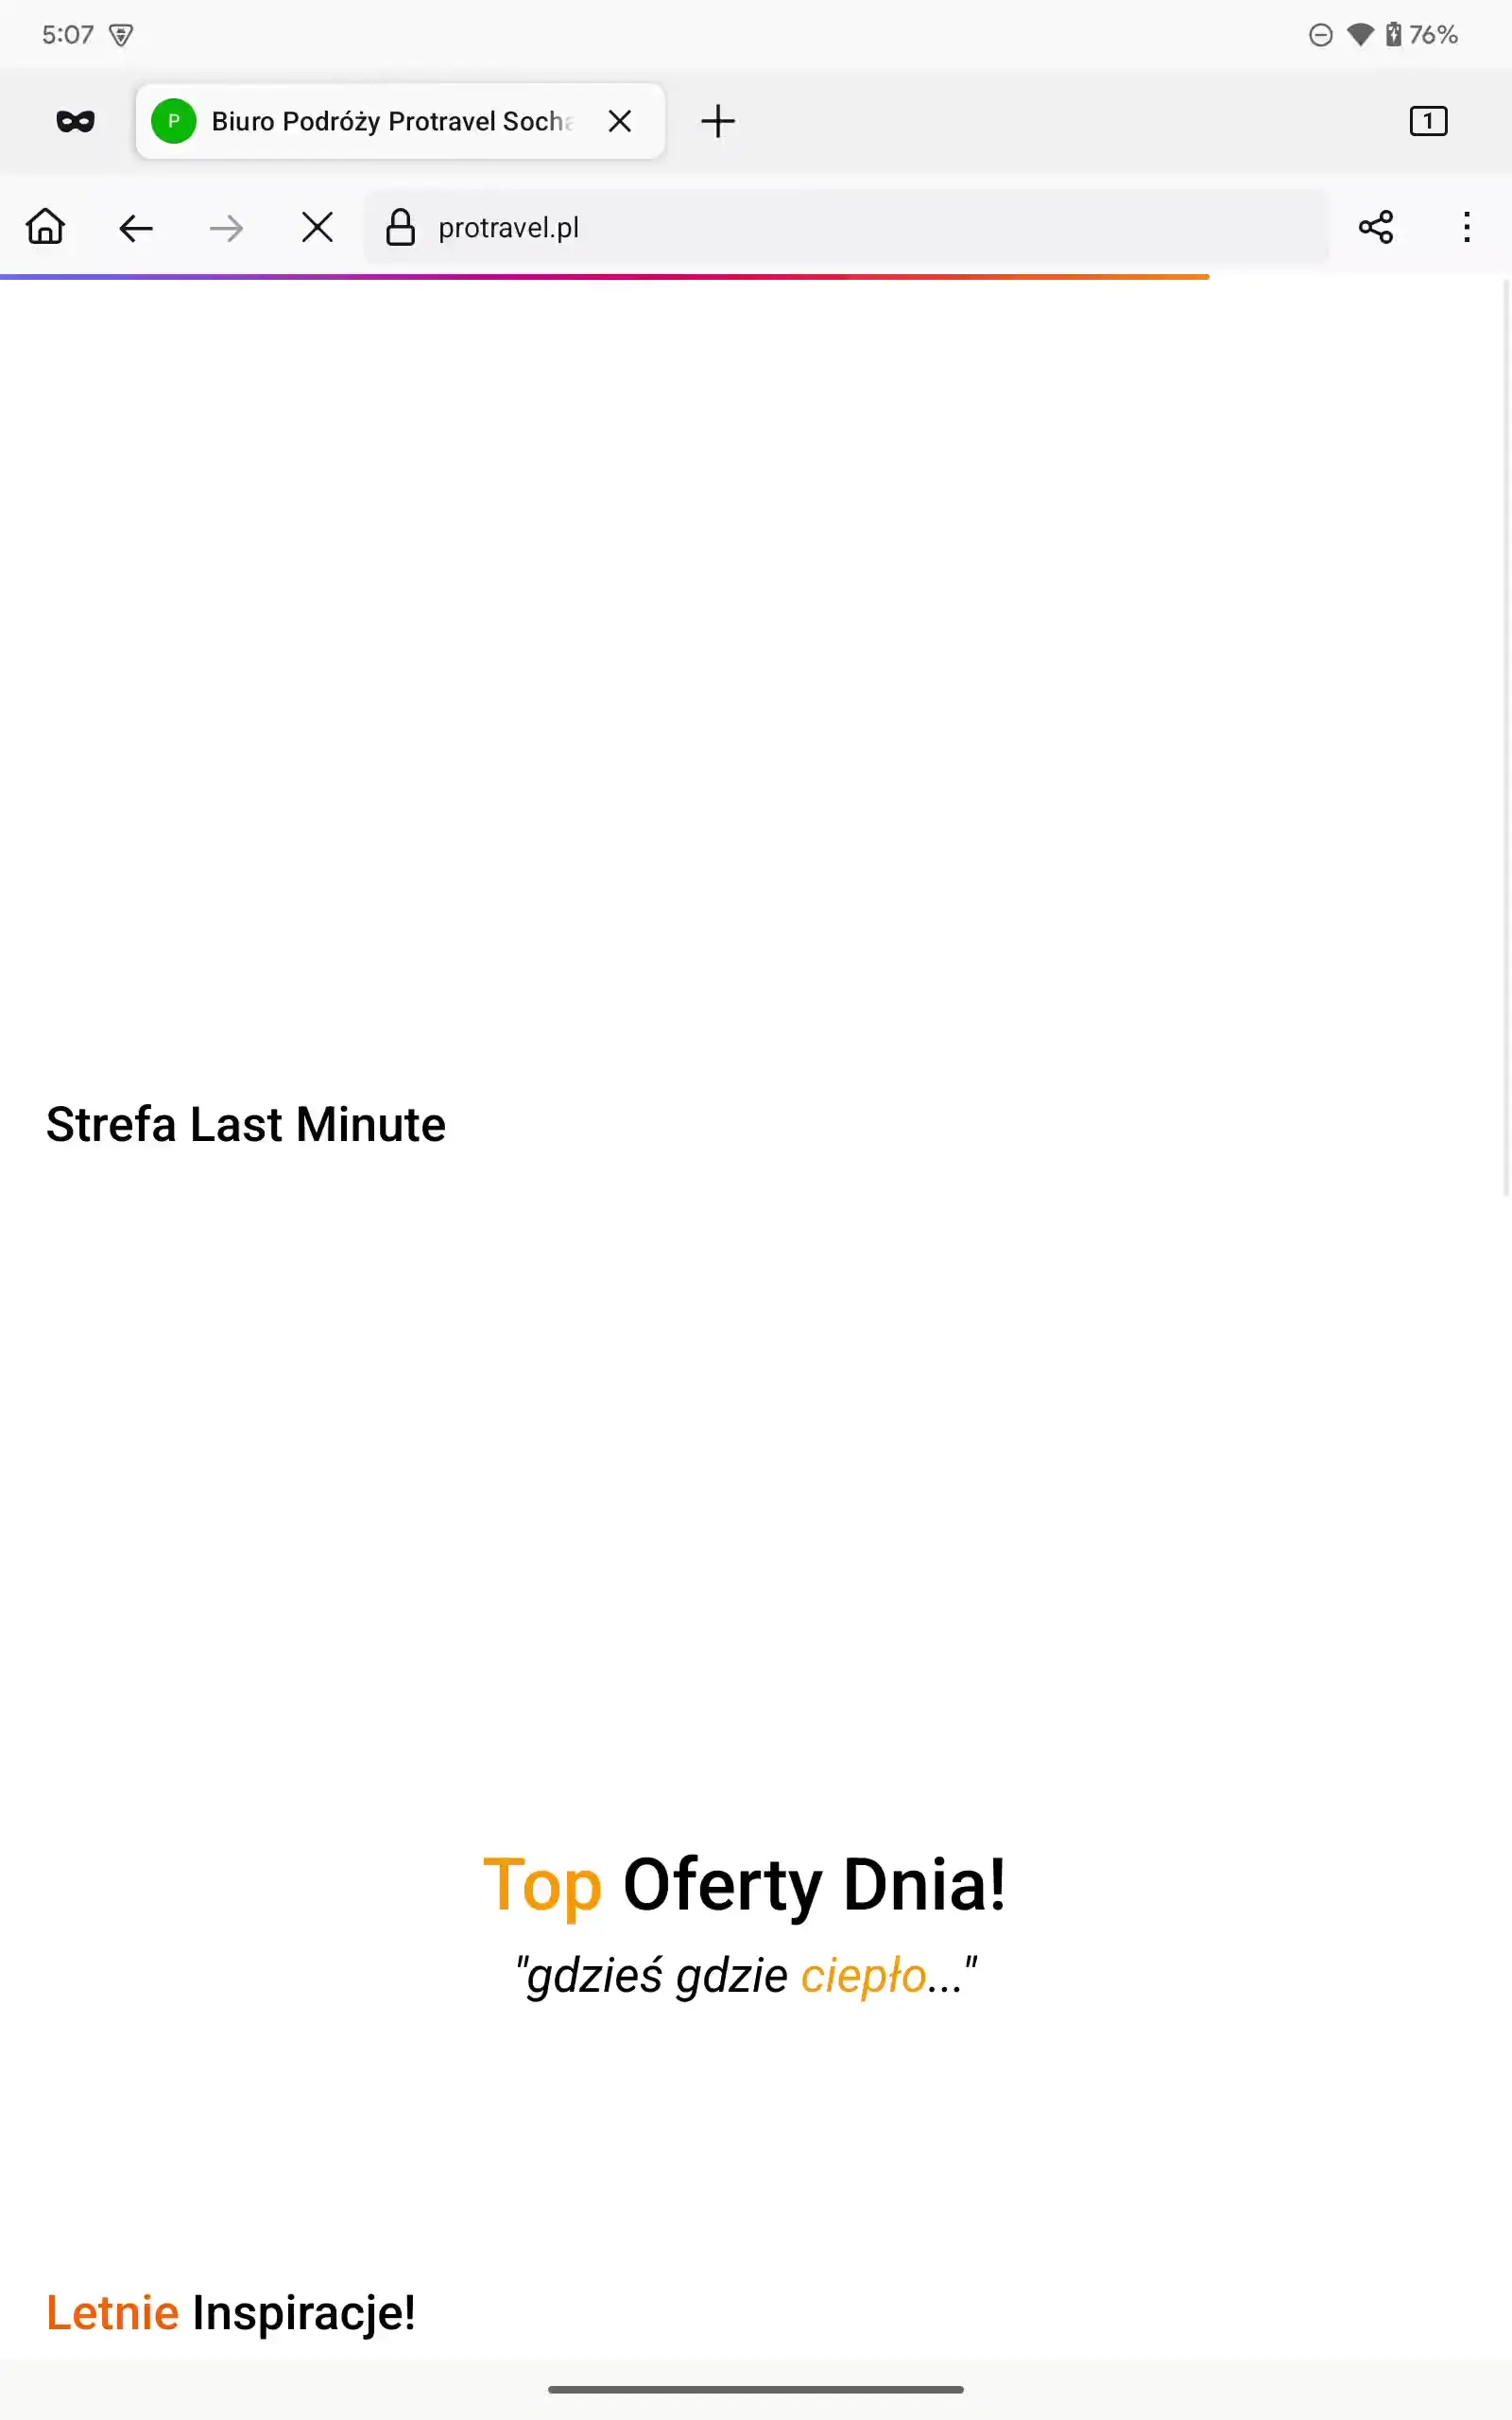 5:07
76%
P
Biuro Podróży Protravel Socha
1
protravel.pl
Strefa Last Minute
Top Oferty Dnia!
"gdzieś gdzie ciepło..."
Letnie Inspiracje!